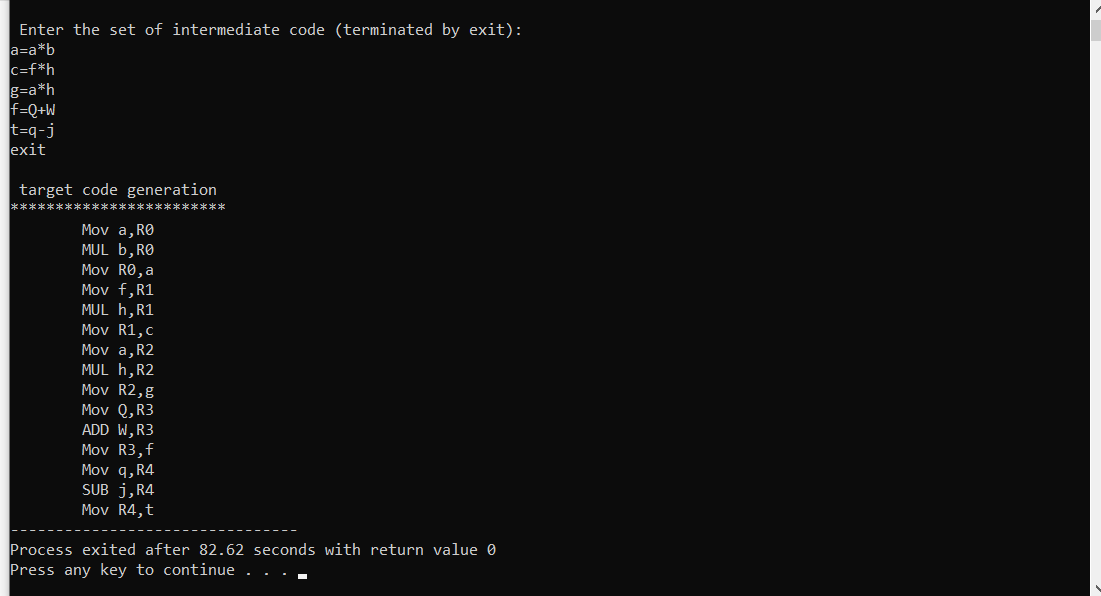 Enter the set of intermediate code (terminated by exit):
a=a*b
c=f*h
g=a*h
f=Q+W
t=q-j
exit
target code generation
************************
Mov a,R0
MUL b,R0
Mov R0,a
Mov f,R1
MUL h,R1
Mov R1,c
Mov a,R2
MUL h,R2
Mov R2,g
Mov Q,R3
ADD W,R3
Mov R3,f
Mov q,R4
SUB j,R4
Mov R4,t
--------------------------------
Process exited after 82.62 seconds with return value 0
Press any key to continue . . .